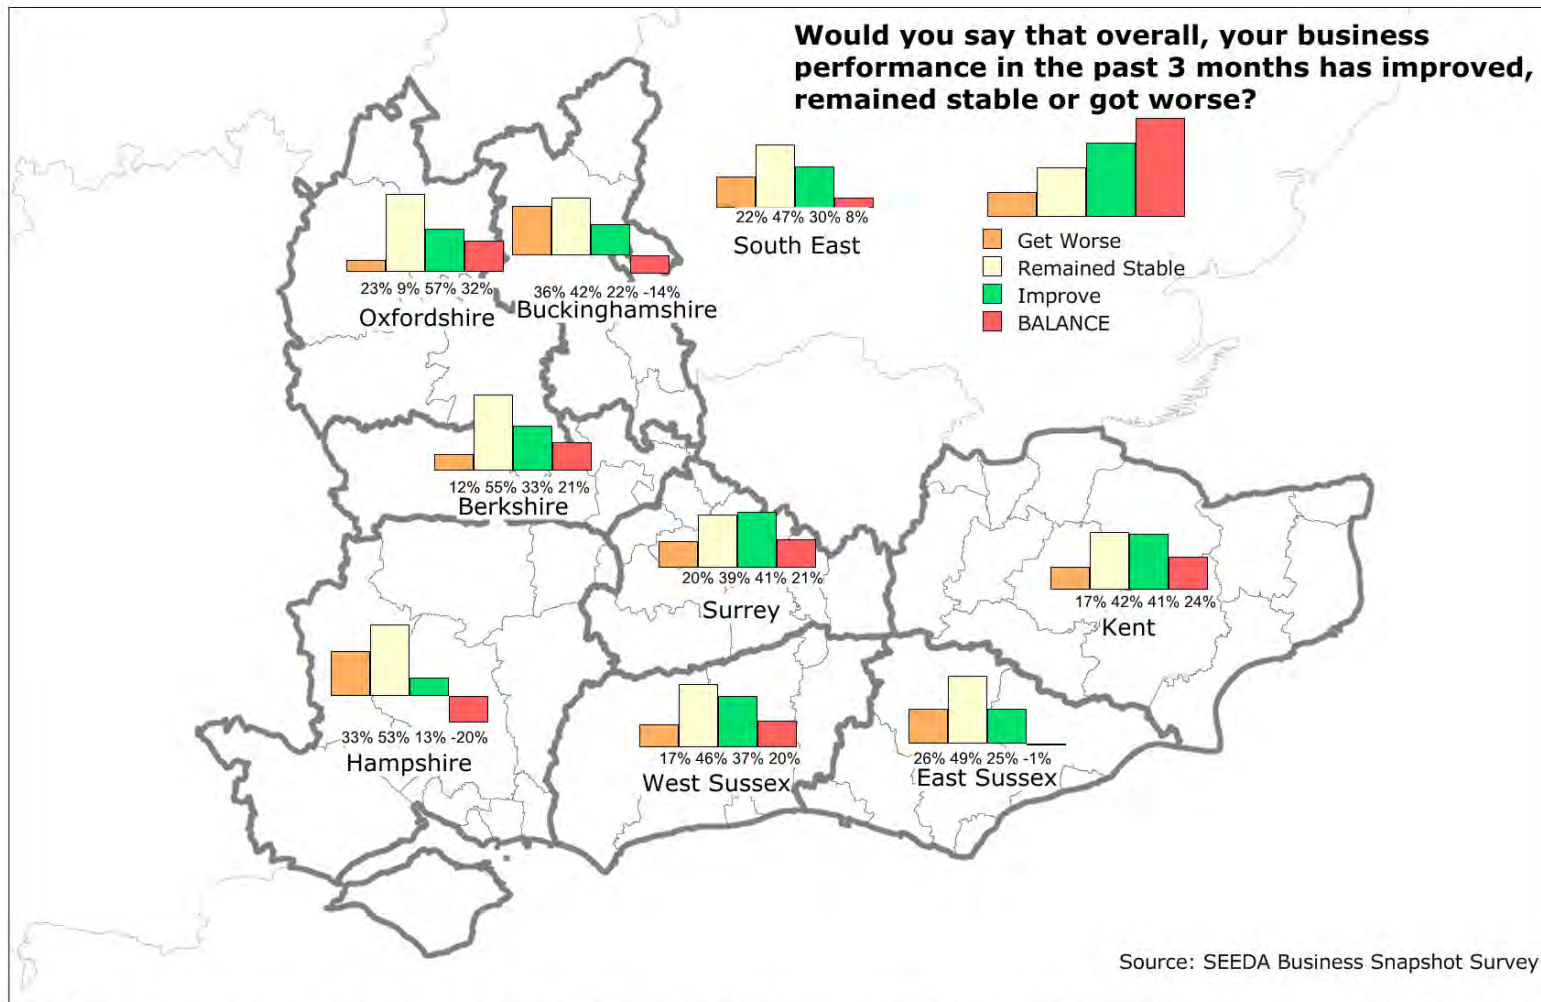 Would you say that overall, your business
performance in the past 3 months has improved,
remained stable or got worse?
22% 47% 30% 8%
South East
Get Worse
Remained Stable
Improve
BALANCE
23% 9% 57% 32%
Oxfordshire
36% 42% 22% -14%
Buckinghamshire
12% 55% 33% 21%
Berkshire
20% 39% 41% 21%
Surrey
17% 42% 41% 24%
Kent
33% 53% 13% -20%
Hampshire
17% 46% 37% 20%
West Sussex
26% 49% 25% -1%
East Sussex
Source: SEEDA Business Snapshot Survey